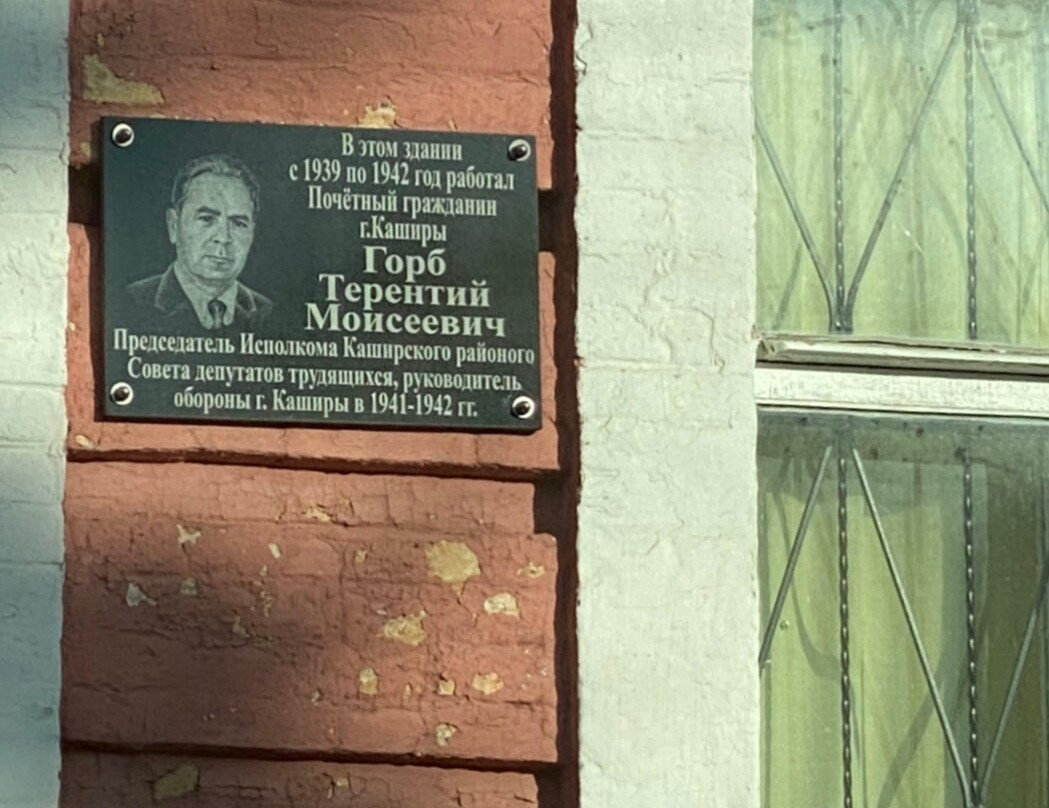 В этом здании
с 1939 по 1942 год работал
Почётный гражданин
г.Каширы
Горб
Терентий
Моисеевич
Председатель Исполкома Каширского районого
Совета депутатов трудящихся, руководитель
обороны г. Каширы в 1941-1942 гг.